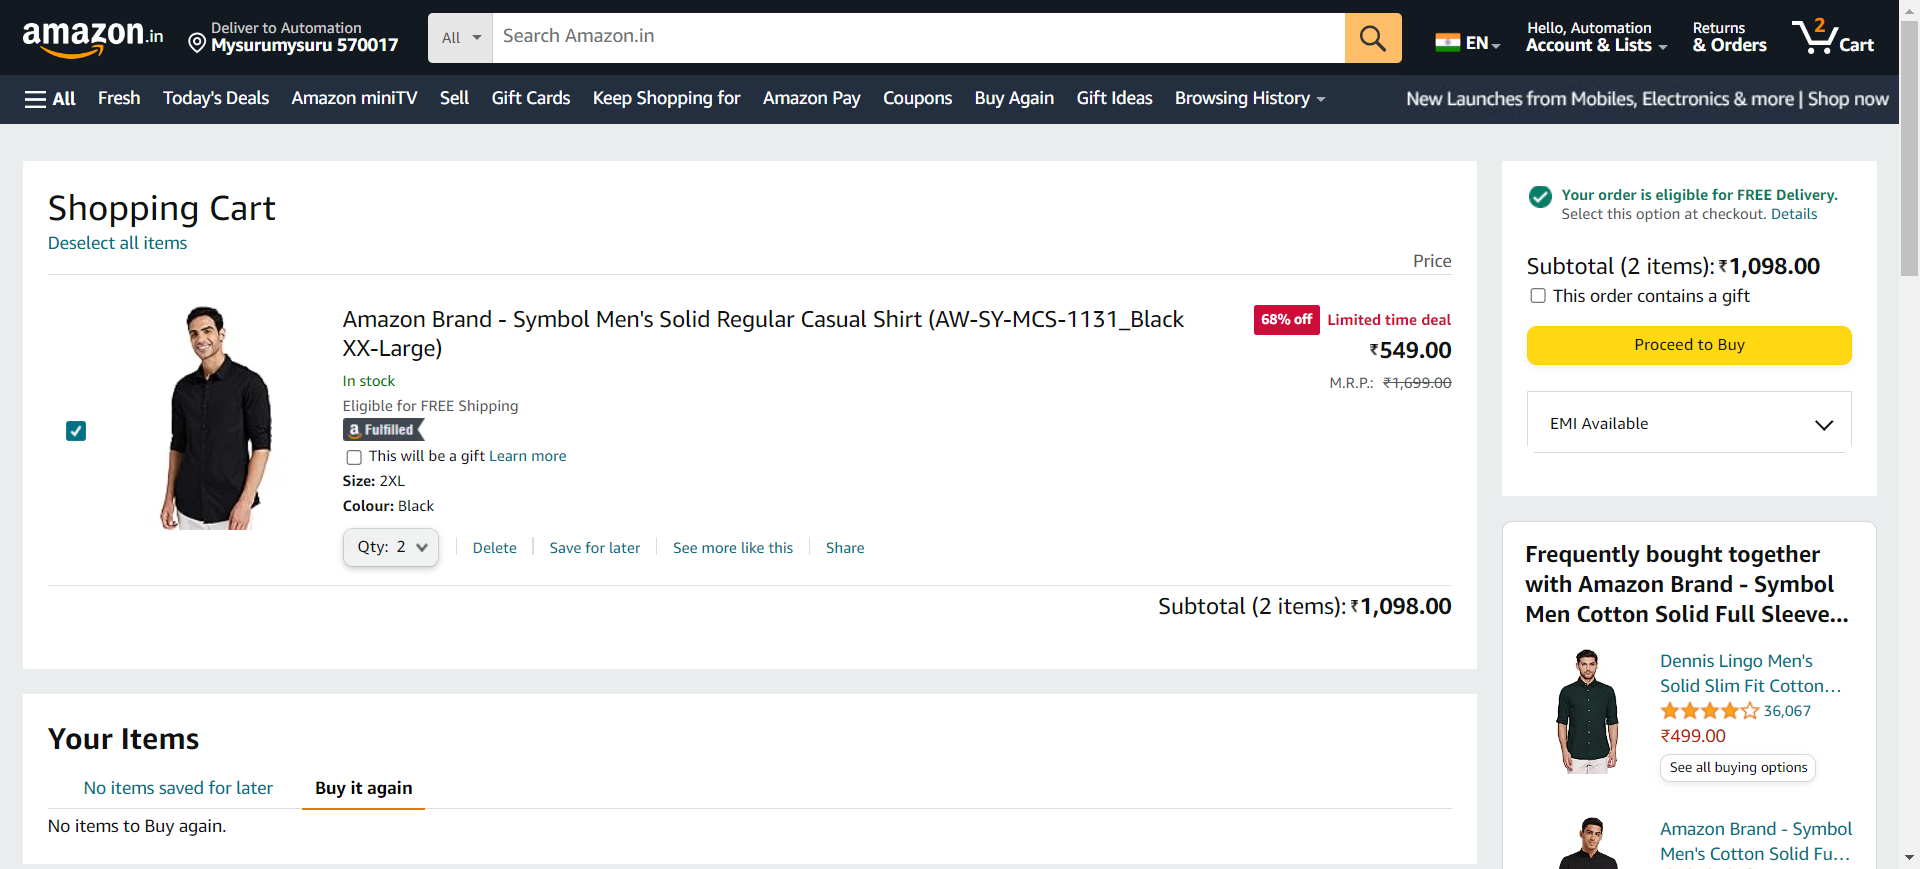 amazon.in
Deliver to Automation
Mysurumysuru 570017
All
Search Amazon.in
EN
Hello, Automation
Account & Lists
Returns
& Orders
2
Cart
All
Fresh
Today's Deals
Amazon miniTV
Sell
Gift Cards
Keep Shopping for
Amazon Pay
Coupons
Buy Again
Gift Ideas
Browsing History
New Launches from Mobiles, Electronics & more | Shop now
Shopping Cart
Deselect all items
Price
Amazon Brand - Symbol Men's Solid Regular Casual Shirt (AW-SY-MCS-1131_Black
XX-Large)
68% off Limited time deal
₹549.00
M.R.P.: ₹1,699.00
In stock
Eligible for FREE Shipping
a Fulfilled
This will be a gift Learn more
Size: 2XL
Colour: Black
Qty: 2
Delete
Save for later
See more like this
Share
Subtotal (2 items): ₹1,098.00
Your Items
No items saved for later
Buy it again
No items to Buy again.
Your order is eligible for FREE Delivery.
Select this option at checkout. Details
Subtotal (2 items): ₹1,098.00
This order contains a gift
Proceed to Buy
EMI Available
Frequently bought together
with Amazon Brand - Symbol
Men Cotton Solid Full Sleeve...
Dennis Lingo Men's
Solid Slim Fit Cotton...
36,067
₹499.00
See all buying options
Amazon Brand - Symbol
Men's Cotton Solid Fu...